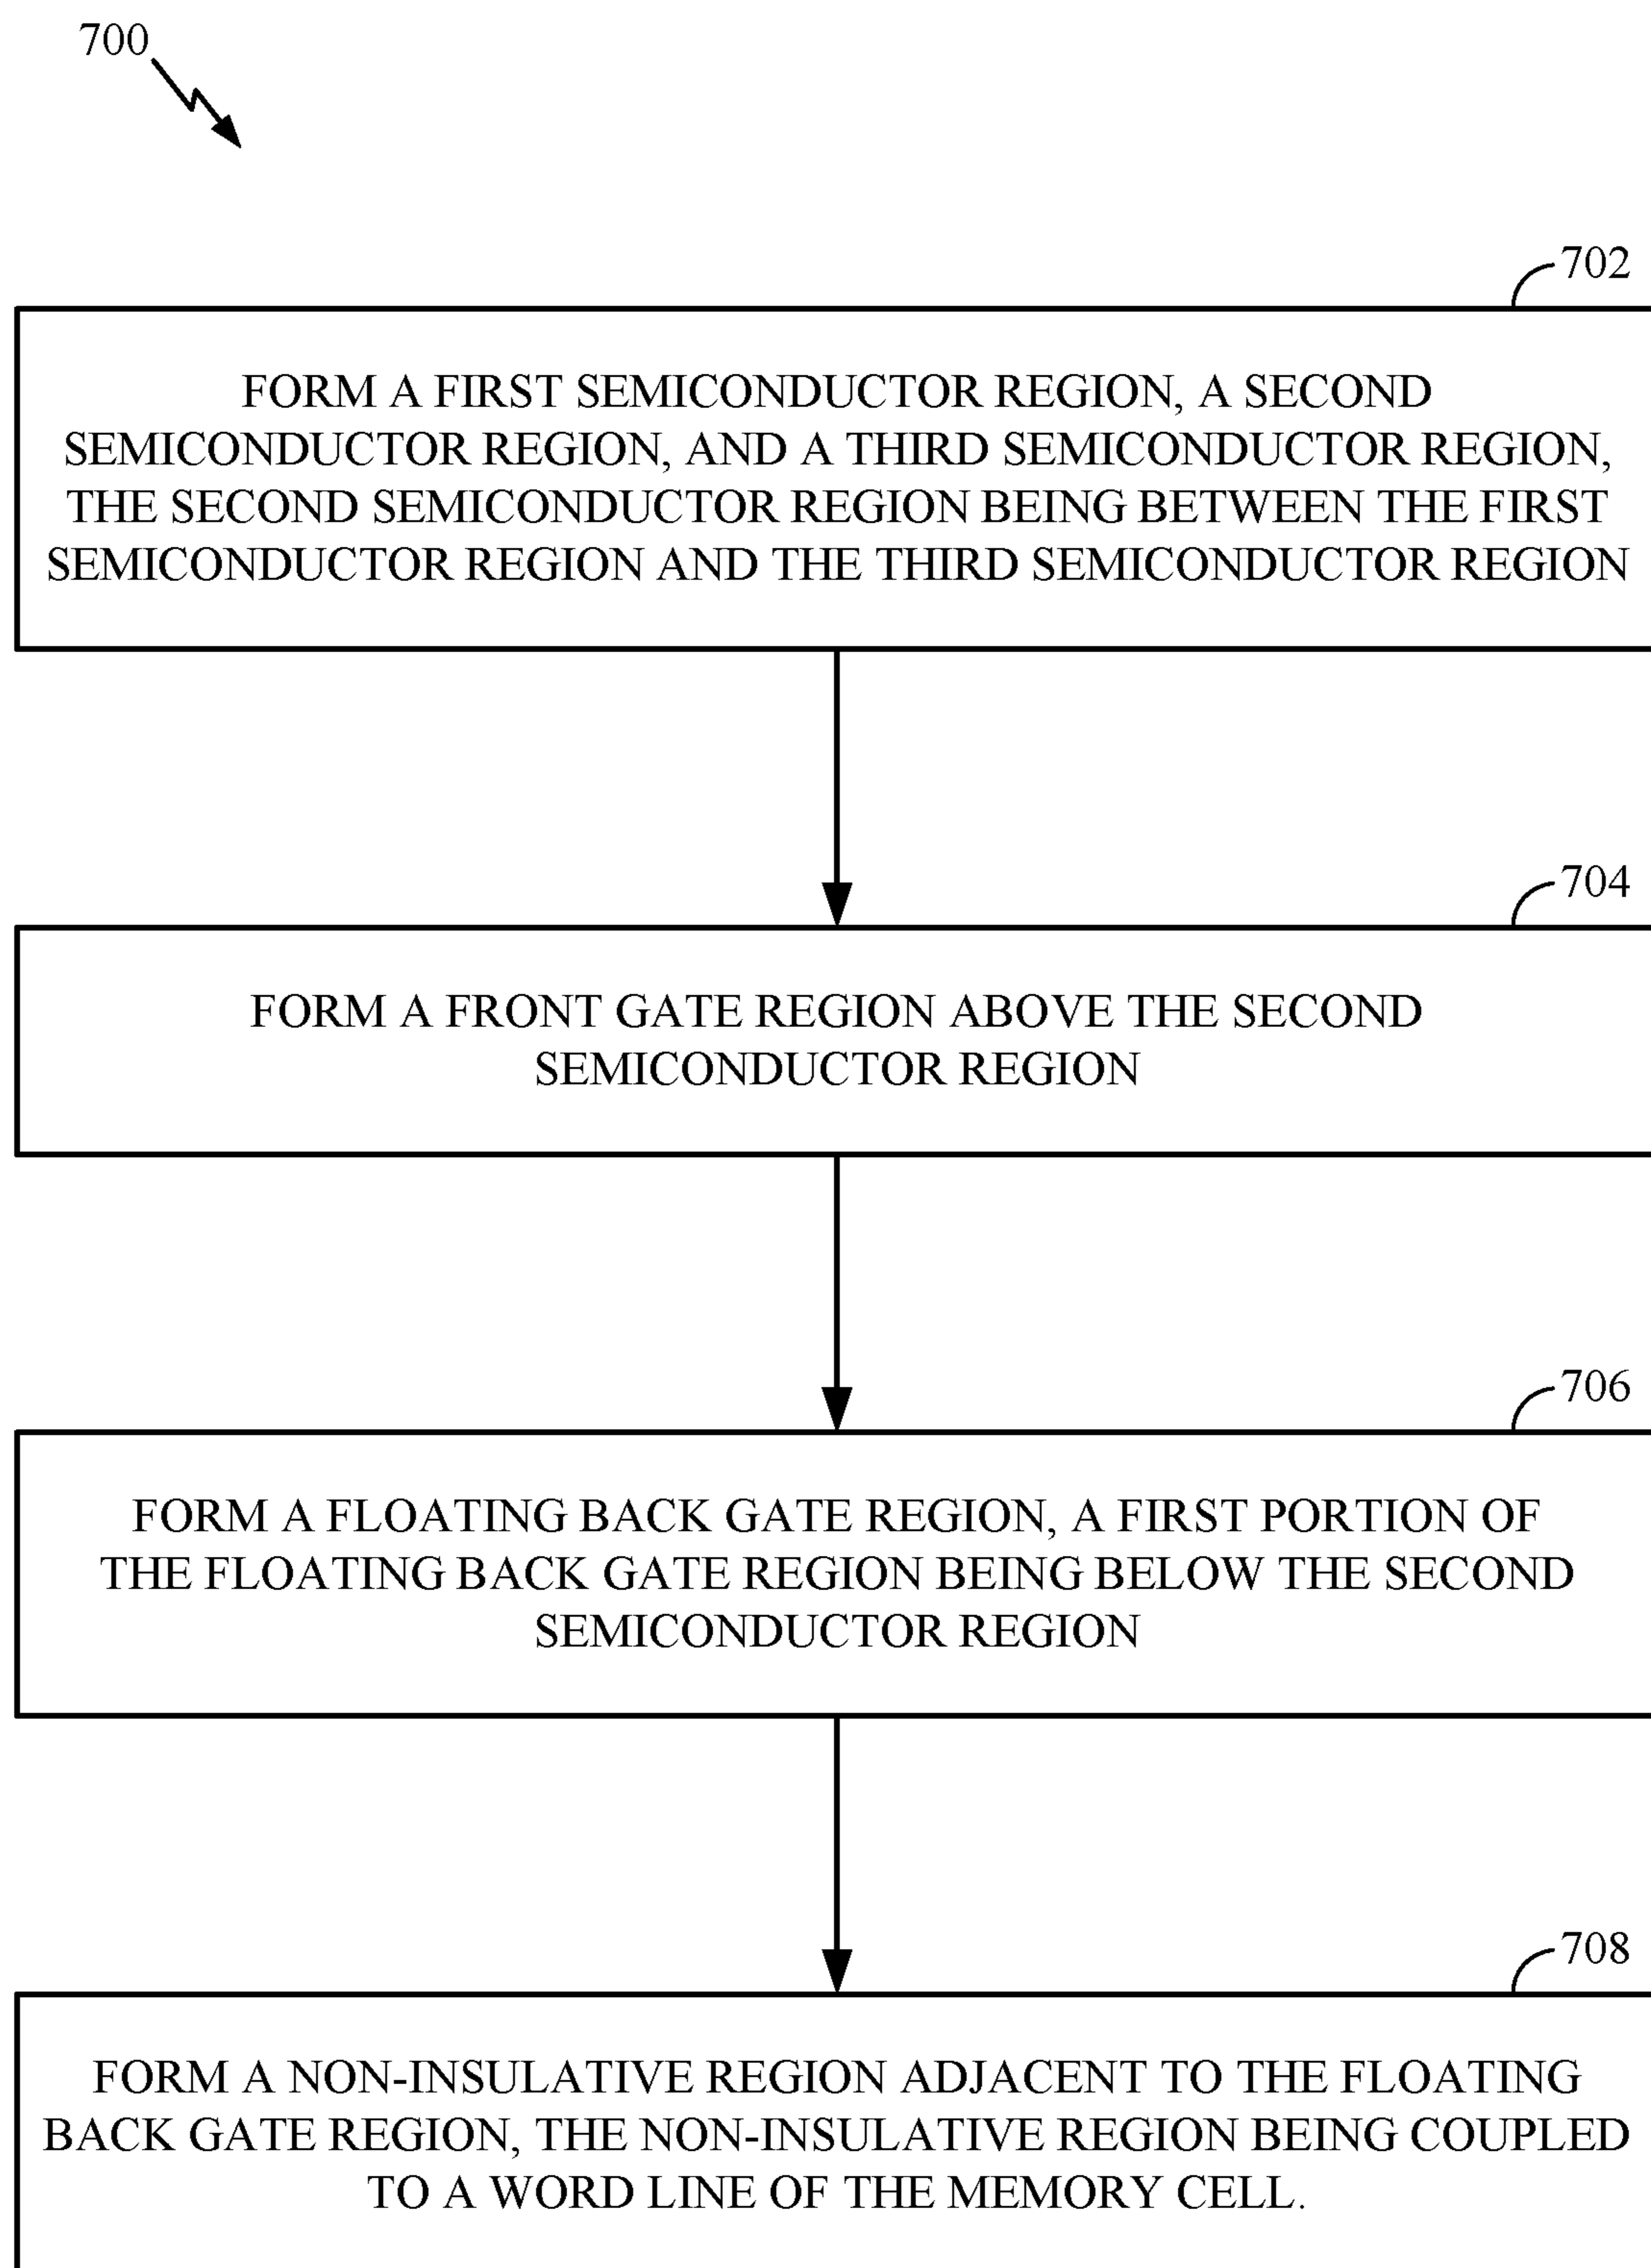 700
702
FORM A FIRST SEMICONDUCTOR REGION, A SECOND
SEMICONDUCTOR REGION, AND A THIRD SEMICONDUCTOR REGION,
THE SECOND SEMICONDUCTOR REGION BEING BETWEEN THE FIRST
SEMICONDUCTOR REGION AND THE THIRD SEMICONDUCTOR REGION
704
FORM A FRONT GATE REGION ABOVE THE SECOND
SEMICONDUCTOR REGION
706
FORM A FLOATING BACK GATE REGION, A FIRST PORTION OF
THE FLOATING BACK GATE REGION BEING BELOW THE SECOND
SEMICONDUCTOR REGION
708
FORM A NON-INSULATIVE REGION ADJACENT TO THE FLOATING
BACK GATE REGION, THE NON-INSULATIVE REGION BEING COUPLED
TO A WORD LINE OF THE MEMORY CELL.